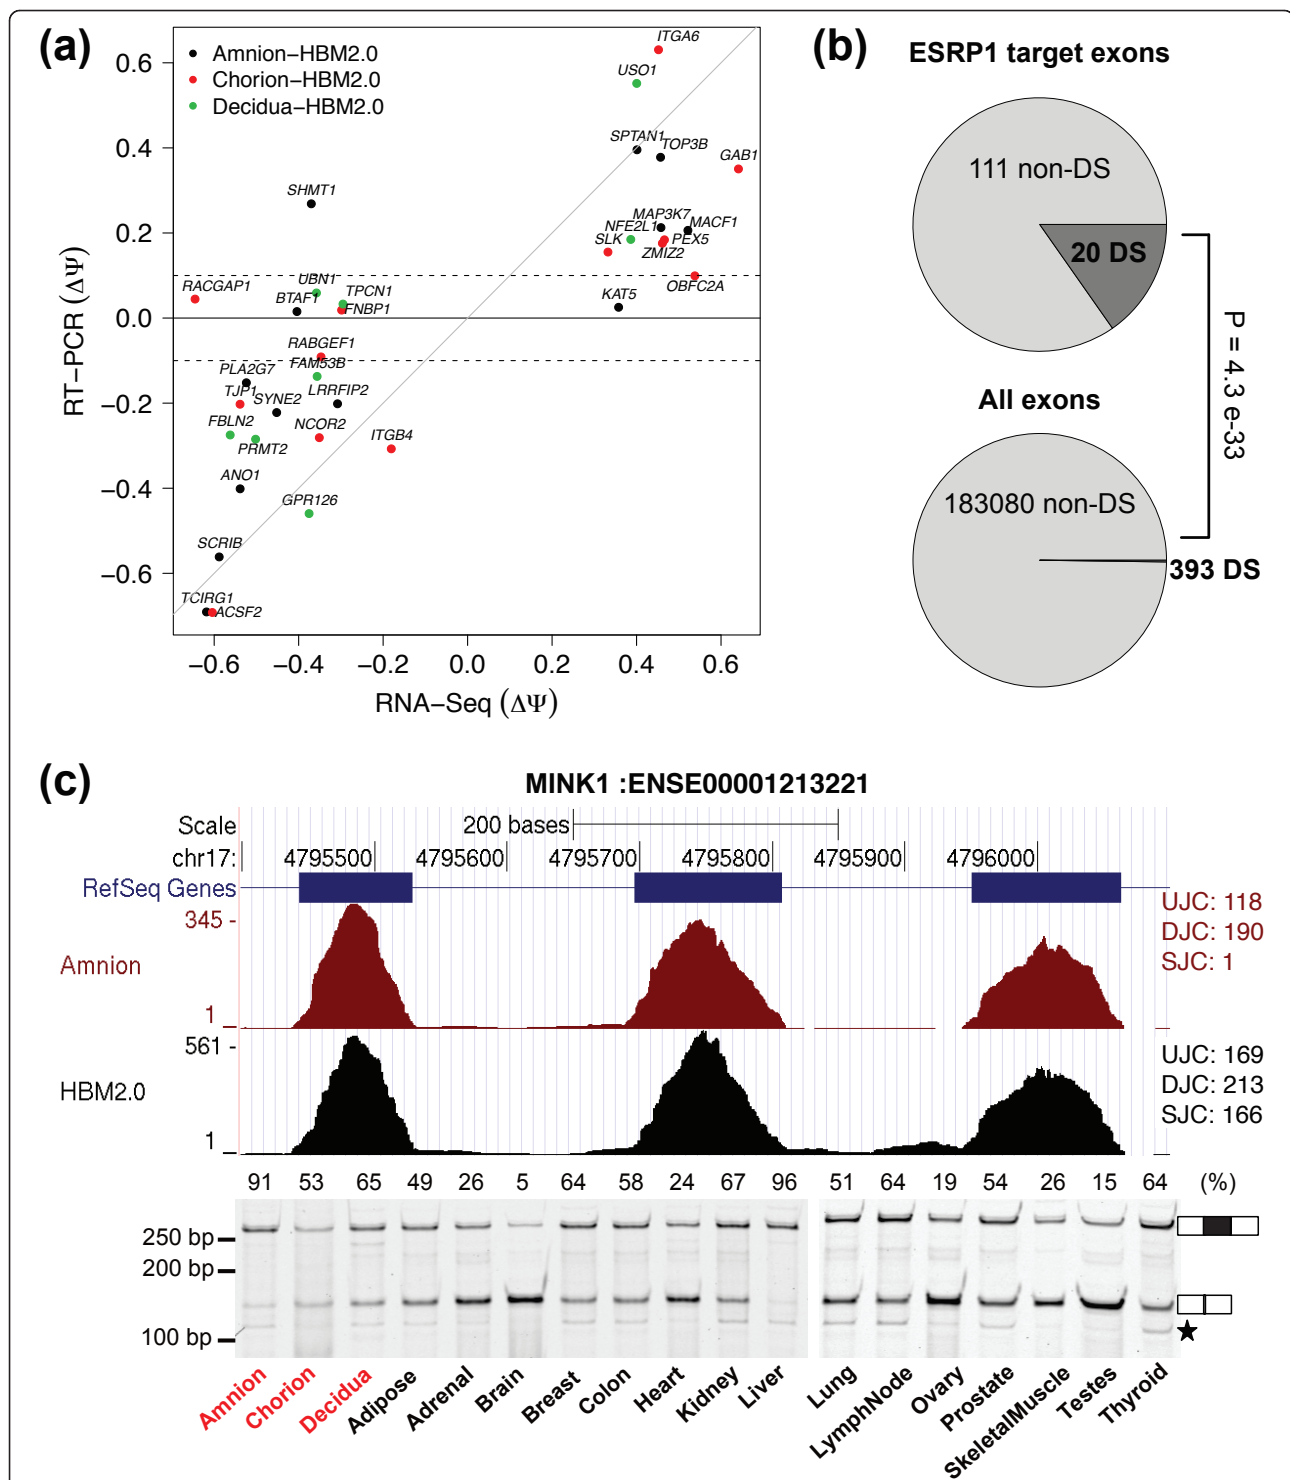 (a)
Amnion–HBM2.0
Chorion–HBM2.0
Decidua–HBM2.0
ITGA6
USO1
SPTAN1
TOP3B
GAB1
SHMT1
MAP3K7
MACF1
NFE2L1
SLK
PEX5
ZMIZ2
OBFC2A
RACGAP1
UBN1
TPCN1
BTAF1
FNBP1
KAT5
RABGEF1
PLA2G7
FAM53B
TJP1
SYNE2
LRRFIP2
FBLN2
NCOR2
ITGB4
PRMT2
ANO1
GPR126
SCRIB
TCIRG1
ACSF2
0.6
0.4
0.2
0.0
−0.2
−0.4
−0.6
RT−PCR (ΔΨ)
−0.6 −0.4 −0.2 0.0 0.2 0.4 0.6
RNA−Seq (ΔΨ)
(b)
ESRP1 target exons
111 non-DS
20 DS
P = 4.3 e-33
All exons
183080 non-DS
393 DS
(c)
MINK1 :ENSE00001213221
Scale 200 bases
chr17: 4795500 4795600 4795700 4795800 4795900 4796000
RefSeq Genes
345 -
Amnion
1
UJC: 118
DJC: 190
SJC: 1
561 -
HBM2.0
1
UJC: 169
DJC: 213
SJC: 166
91 53 65 49 26 5 64 58 24 67 96 51 64 19 54 26 15 64 (%)
250 bp
200 bp
100 bp
Amnion Chorion Decidua Adipose Adrenal Brain Breast Colon Heart Kidney Liver Lung LymphNode Ovary Prostate SkeletalMuscle Testes Thyroid